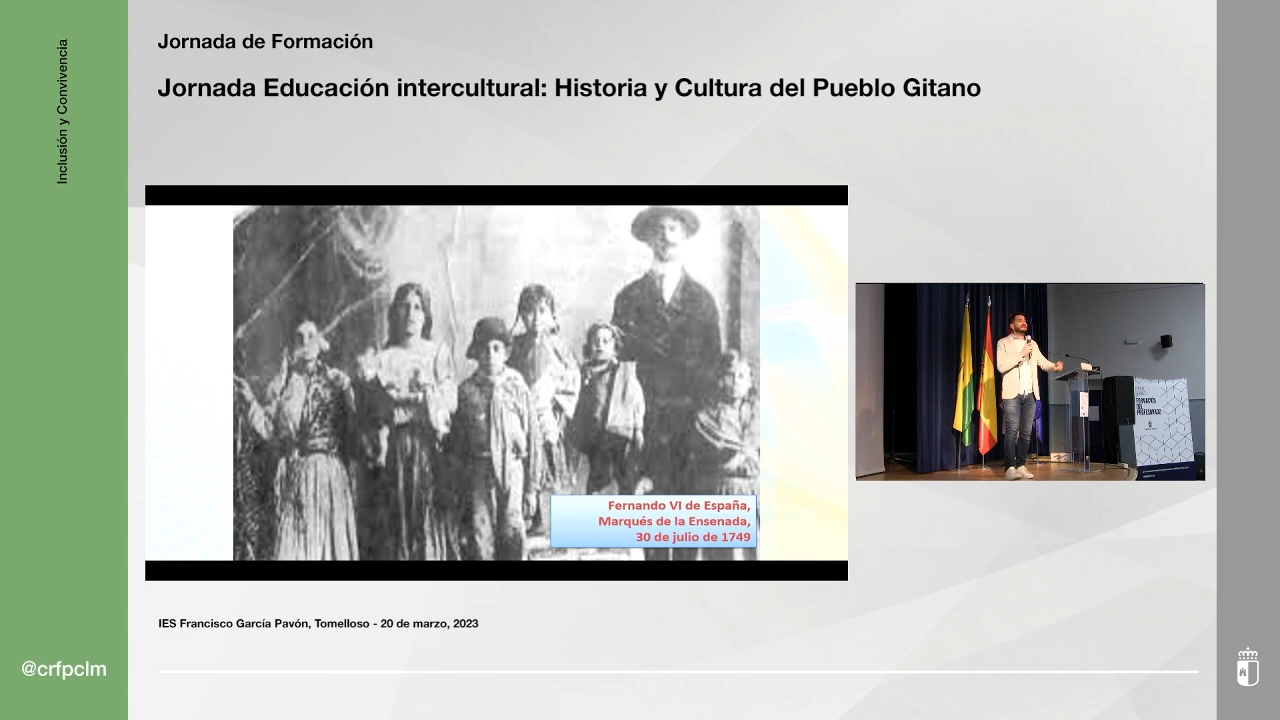 Inclusión y Convivencia
Jornada de Formación
Jornada Educación intercultural: Historia y Cultura del Pueblo Gitano
Fernando VI de España,
Marqués de la Ensenada,
30 de julio de 1749
IES Francisco García Pavón, Tomelloso - 20 de marzo, 2023
@crfpclm